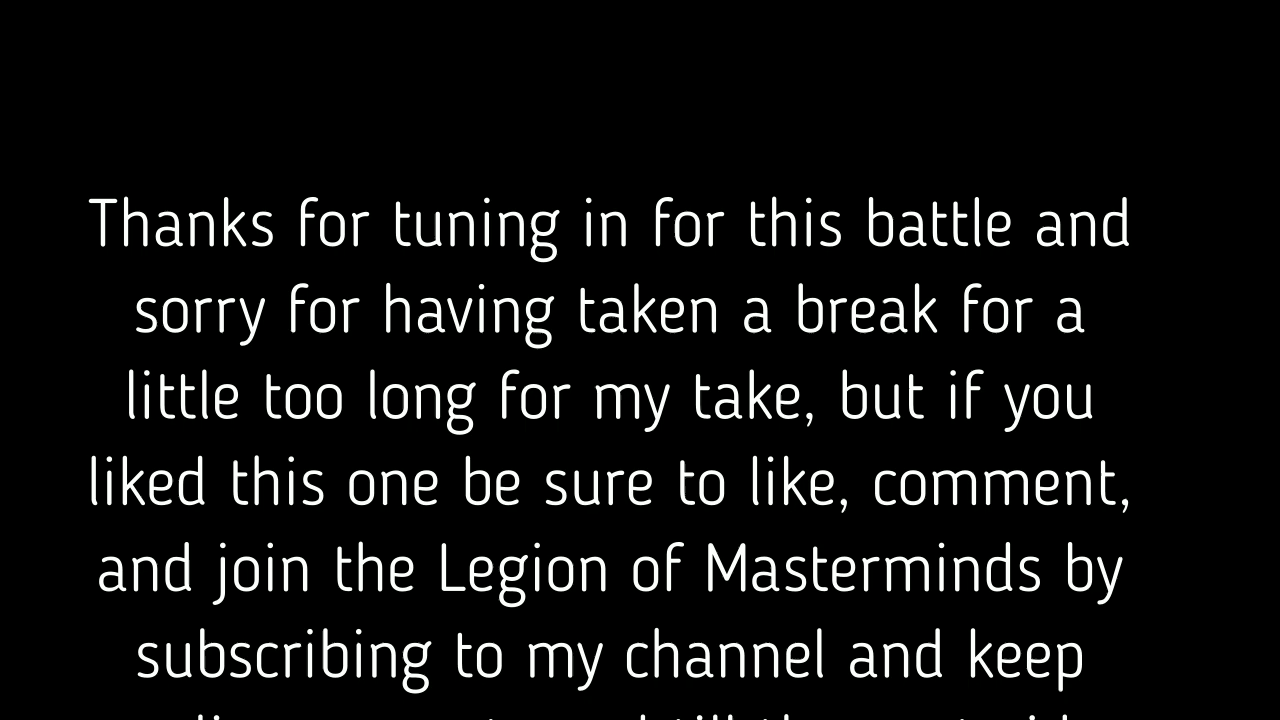 Thanks for tuning in for this battle and
sorry for having taken a break for a
little too long for my take, but if you
liked this one be sure to like, comment,
and join the Legion of Masterminds by
subscribing to my channel and keep